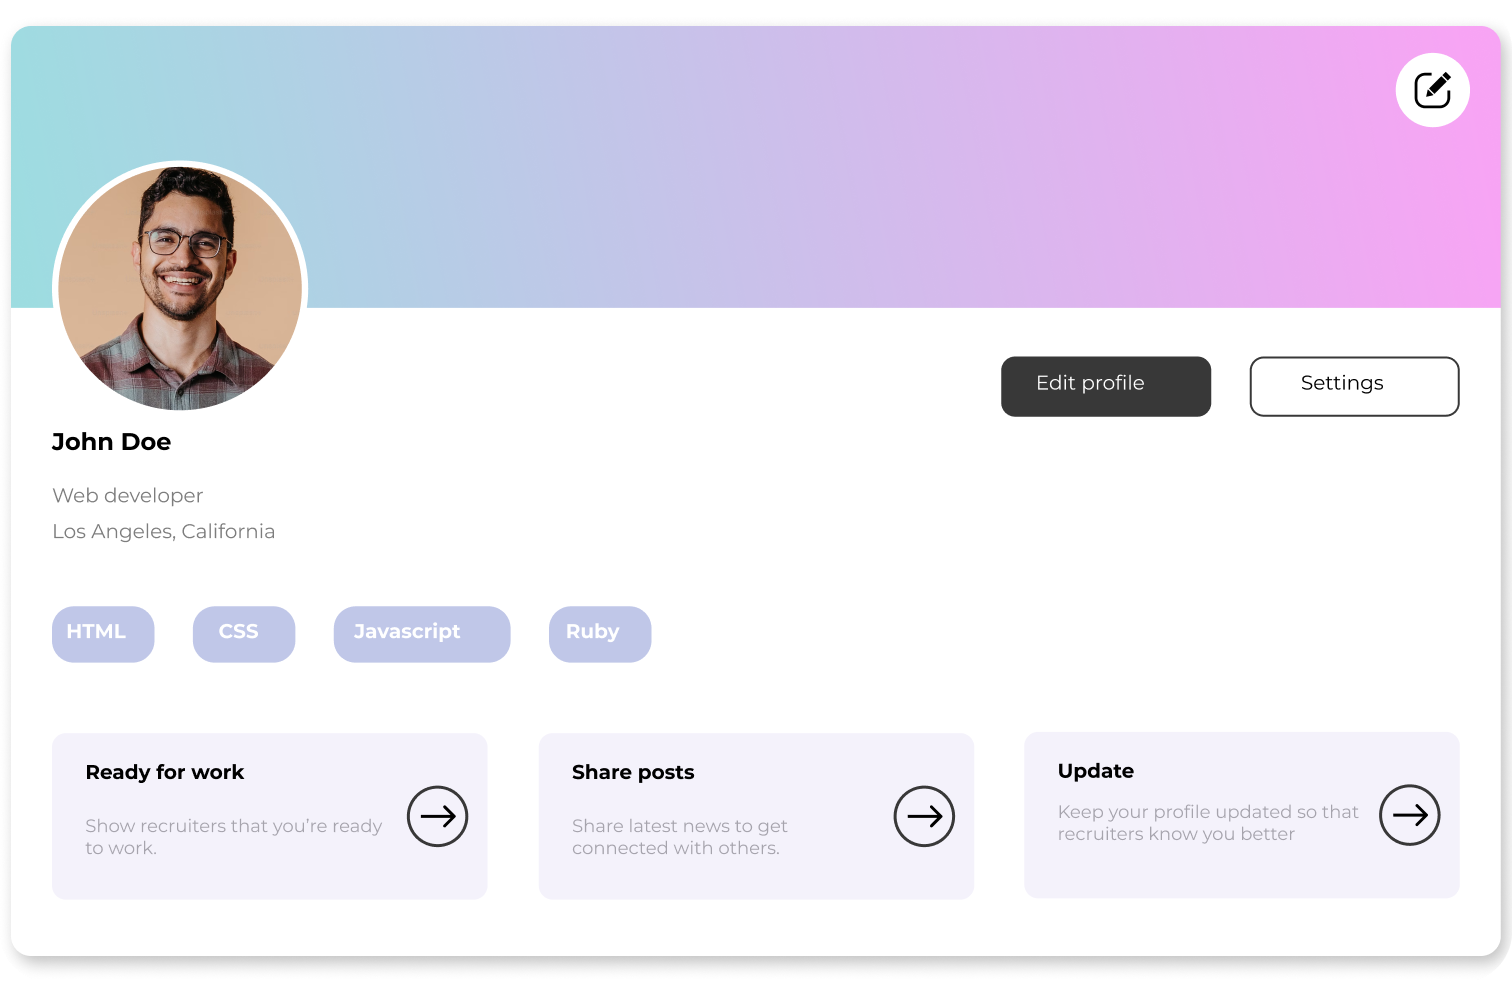 Edit profile
Settings
John Doe
Web developer
Los Angeles, California
HTML
CSS
Javascript
Ruby
Ready for work
Show recruiters that you’re ready
to work.
Share posts
Share latest news to get
connected with others.
Update
Keep your profile updated so that
recruiters know you better